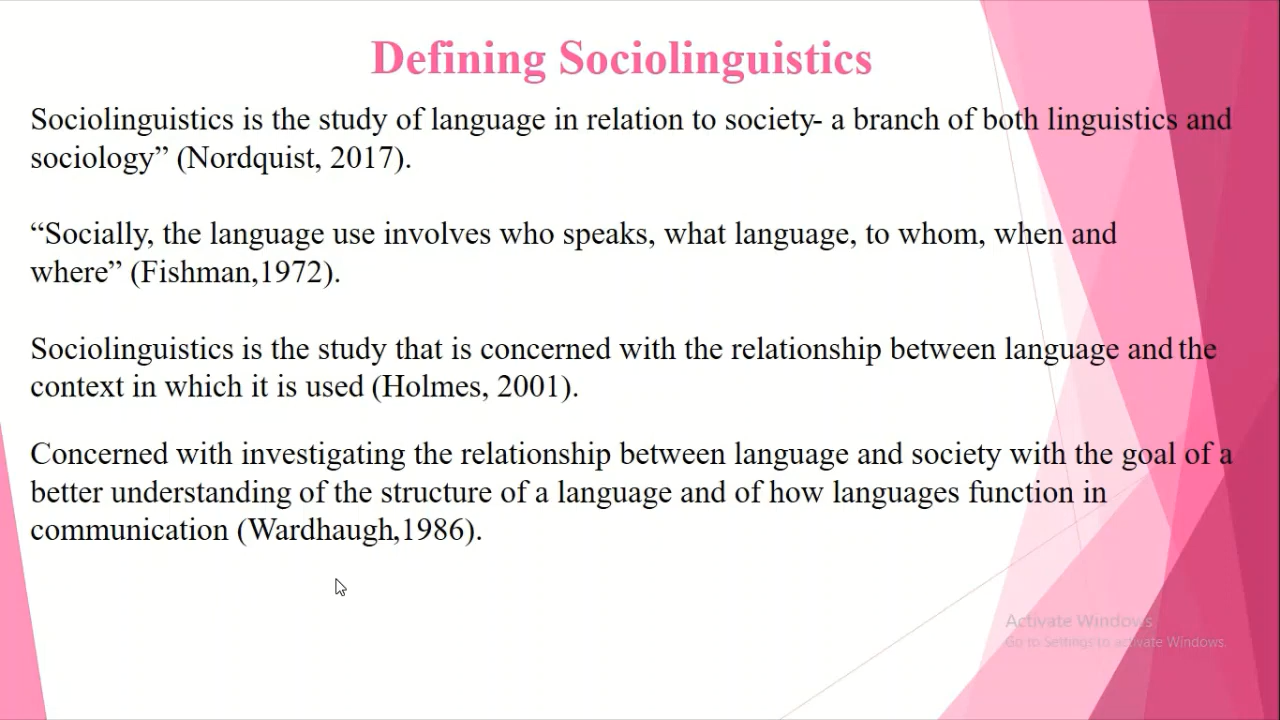 Defining Sociolinguistics
Sociolinguistics is the study of language in relation to society- a branch of both linguistics and
sociology” (Nordquist, 2017).
“Socially, the language use involves who speaks, what language, to whom, when and
where” (Fishman,1972).
Sociolinguistics is the study that is concerned with the relationship between language and the
context in which it is used (Holmes, 2001).
Concerned with investigating the relationship between language and society with the goal of a
better understanding of the structure of a language and of how languages function in
communication (Wardhaugh,1986).
Activate Windows
Go to Settings to activate Windows.